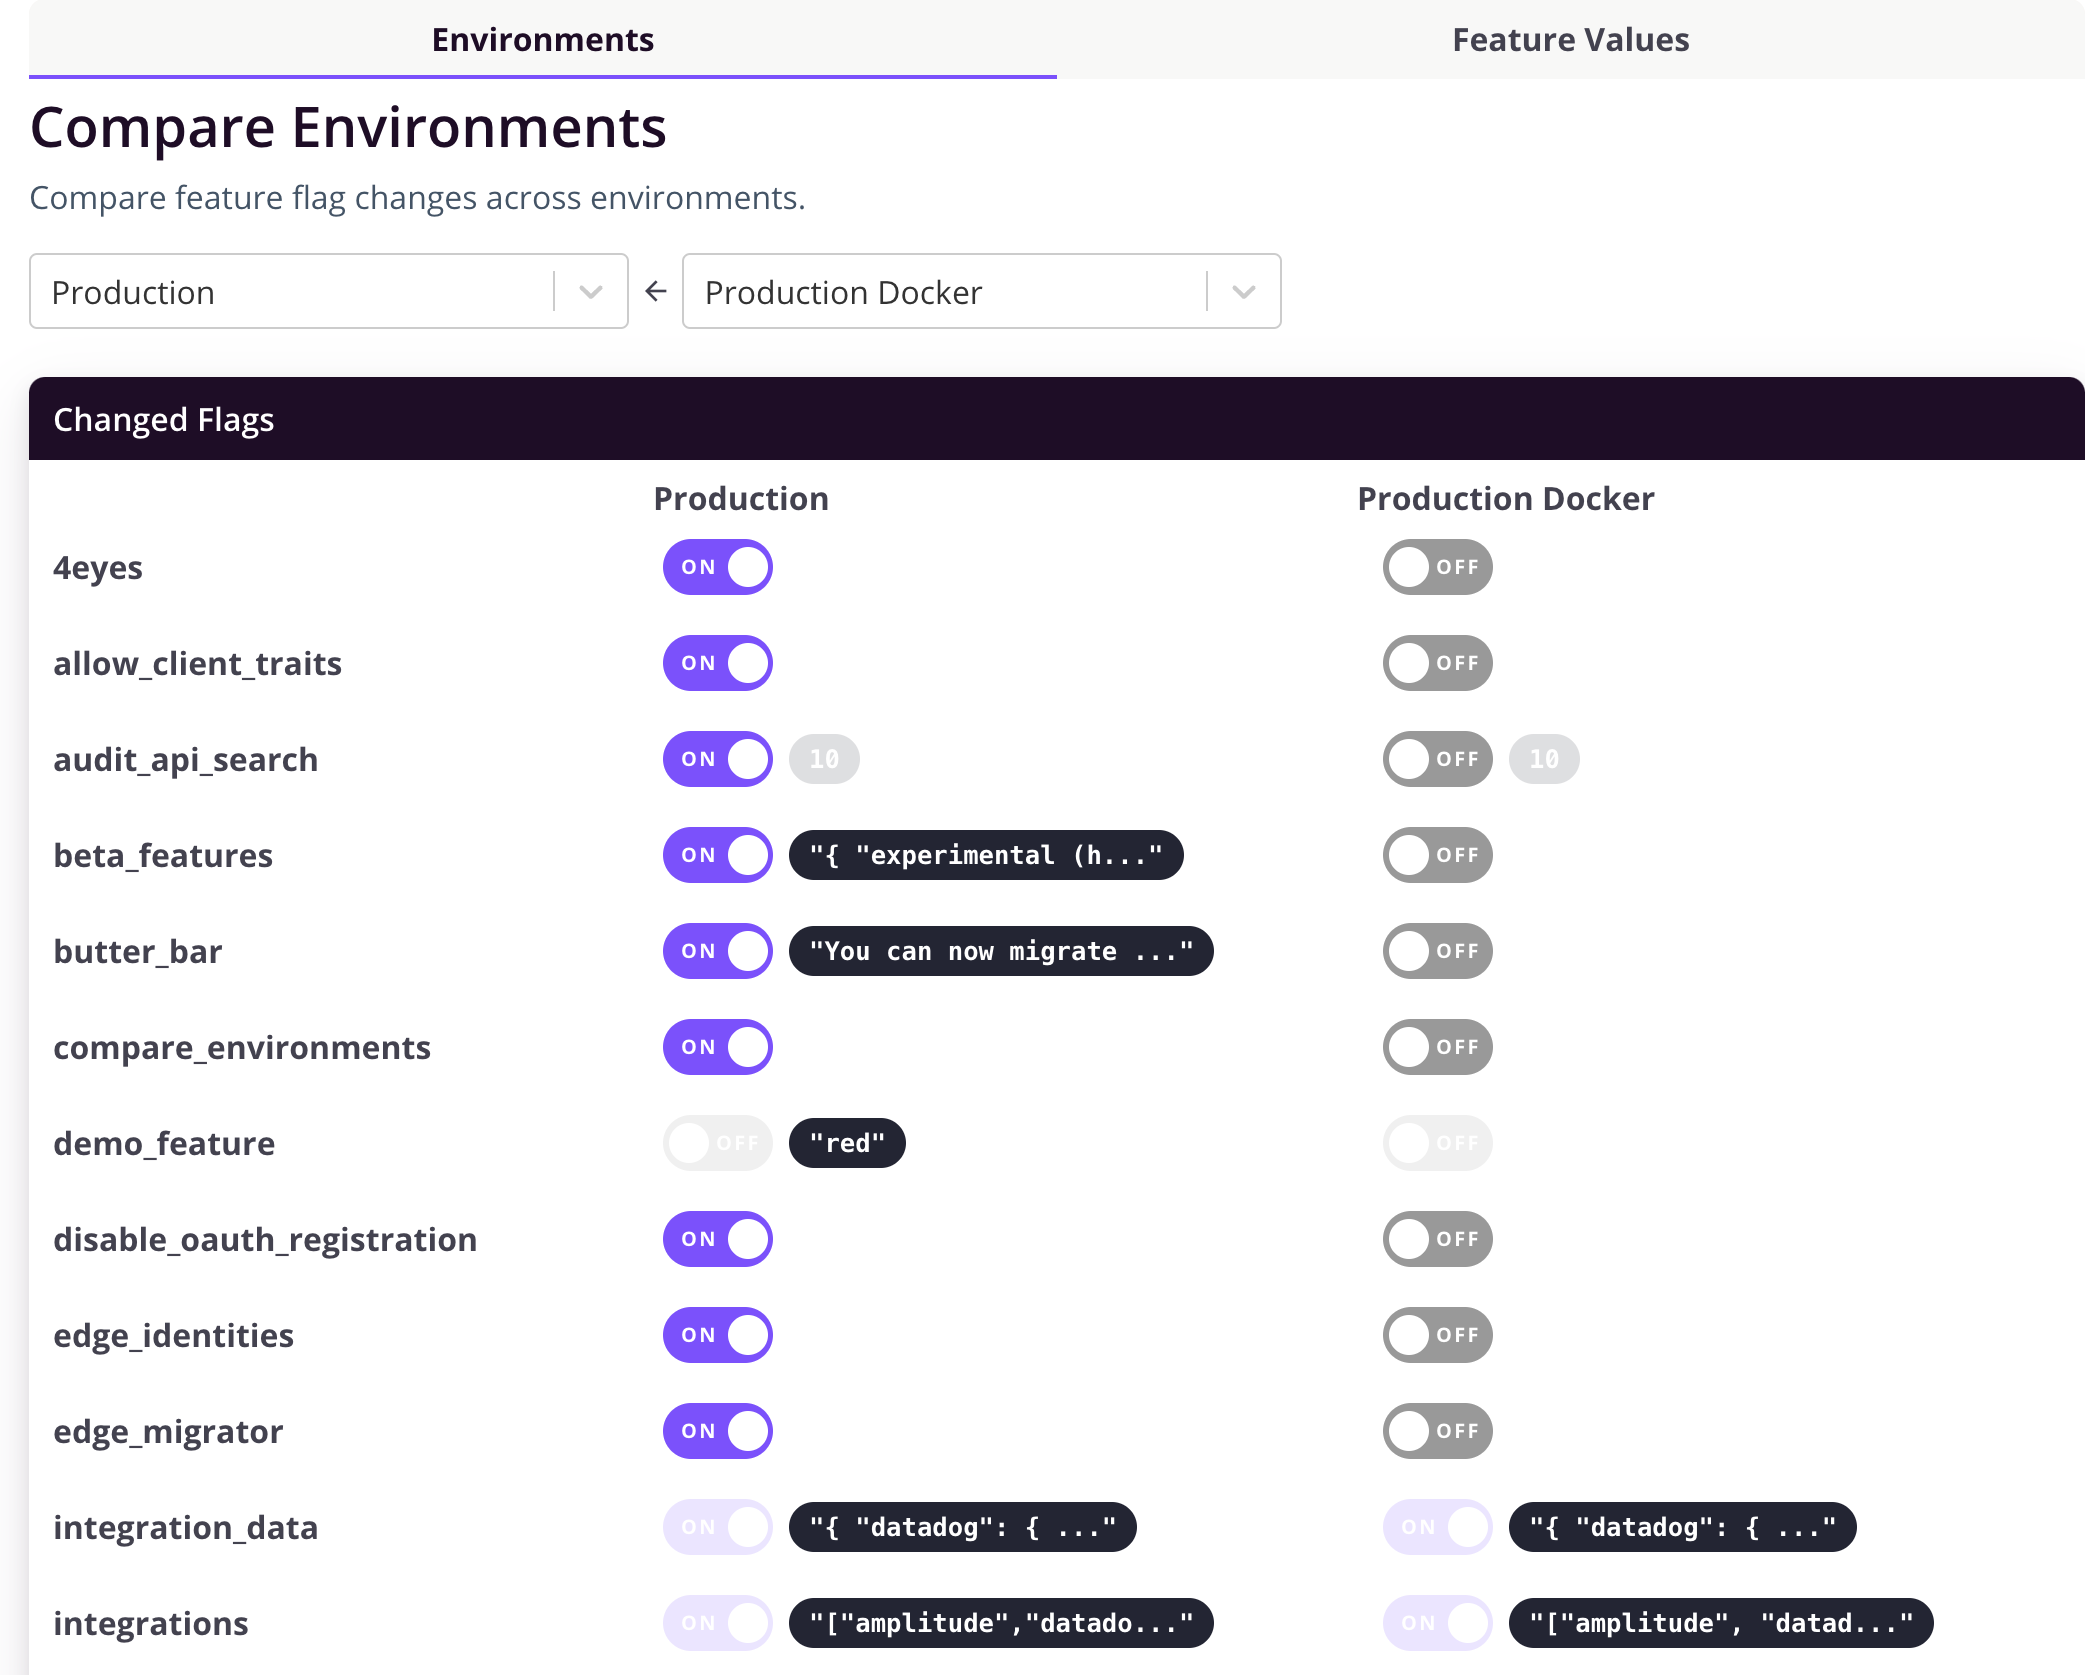 Environments Feature Values
Compare Environments
Compare feature flag changes across environments.
Production ← Production Docker
Changed Flags
Production Production Docker
4eyes ON OFF
allow_client_traits ON OFF
audit_api_search ON 10 OFF 10
beta_features ON "{ "experimental (h..." OFF
butter_bar ON "You can now migrate ..." OFF
compare_environments ON OFF
demo_feature OFF "red" OFF
disable_oauth_registration ON OFF
edge_identities ON OFF
edge_migrator ON OFF
integration_data ON "{ "datadog": { ..." ON "{ "datadog": { ..."
integrations ON "["amplitude","datado..." ON "["amplitude", "datad..."